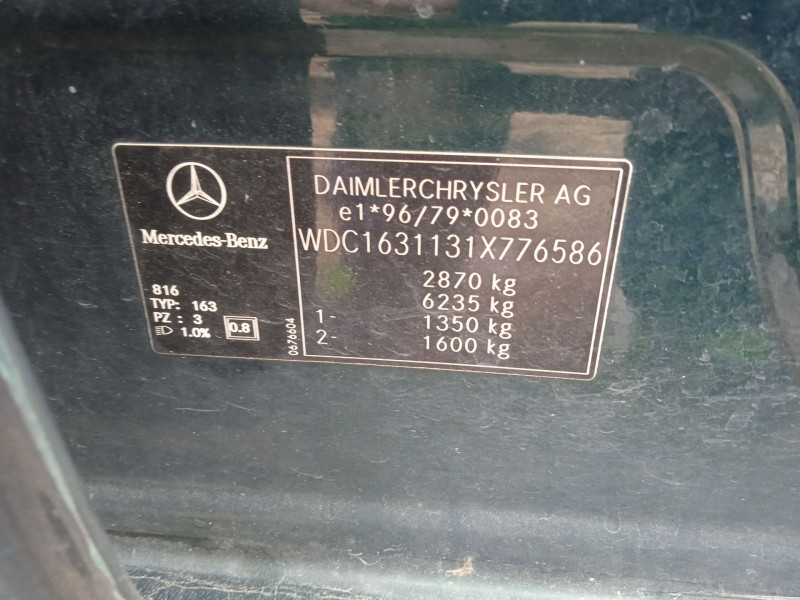 Mercedes-Benz
816
TYP: 163
PZ : 3
1.0%
0.8
0676604
DAIMLERCHRYSLER AG
e1*96/79*0083
WDC1631131X776586
2870 kg
6235 kg
1- 1350 kg
2- 1600 kg